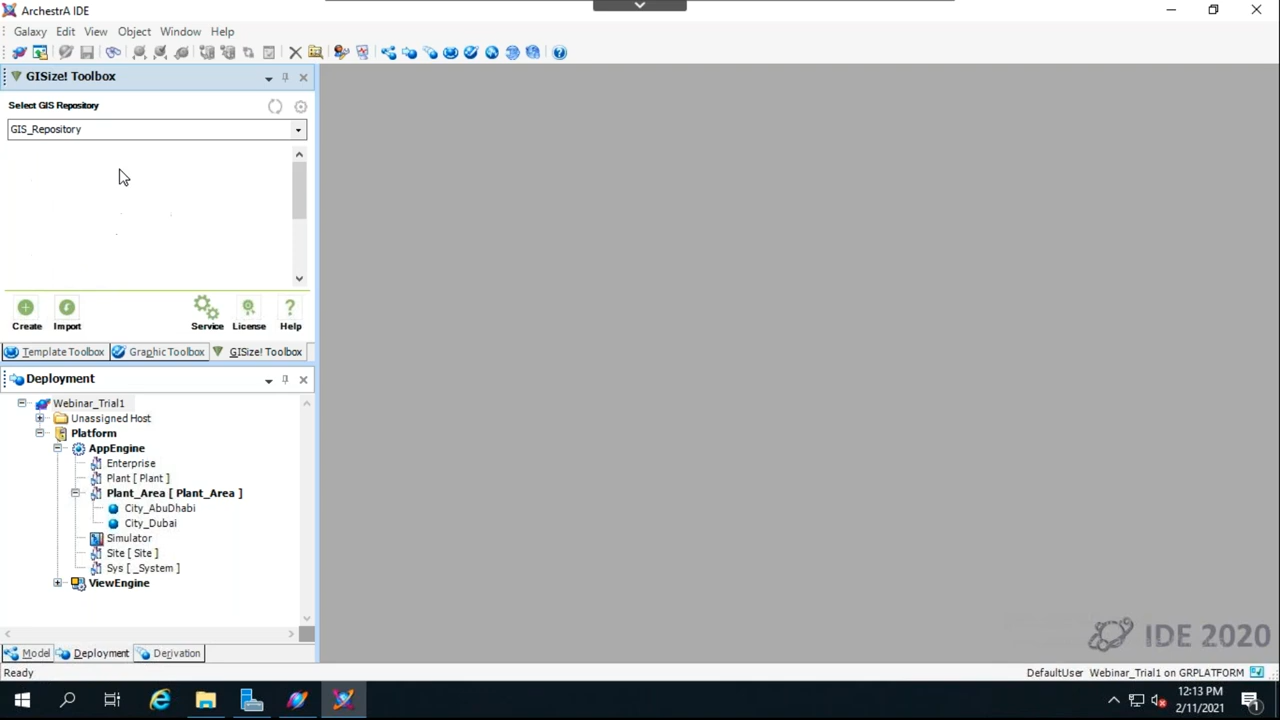 ArchestrA IDE
Galaxy Edit View Object Window Help
GISize! Toolbox
Select GIS Repository
GIS_Repository
Create Import Service License Help
Template Toolbox Graphic Toolbox GISize! Toolbox
Deployment
Webinar_Trial1
Unassigned Host
Platform
AppEngine
Enterprise
Plant [ Plant ]
Plant_Area [ Plant_Area ]
City_AbuDhabi
City_Dubai
Simulator
Site [ Site ]
Sys [ _System ]
ViewEngine
IDE 2020
Model Deployment Derivation
Ready DefaultUser Webinar_Trial1 on GRPLATFORM
12:13 PM
2/11/2021
1